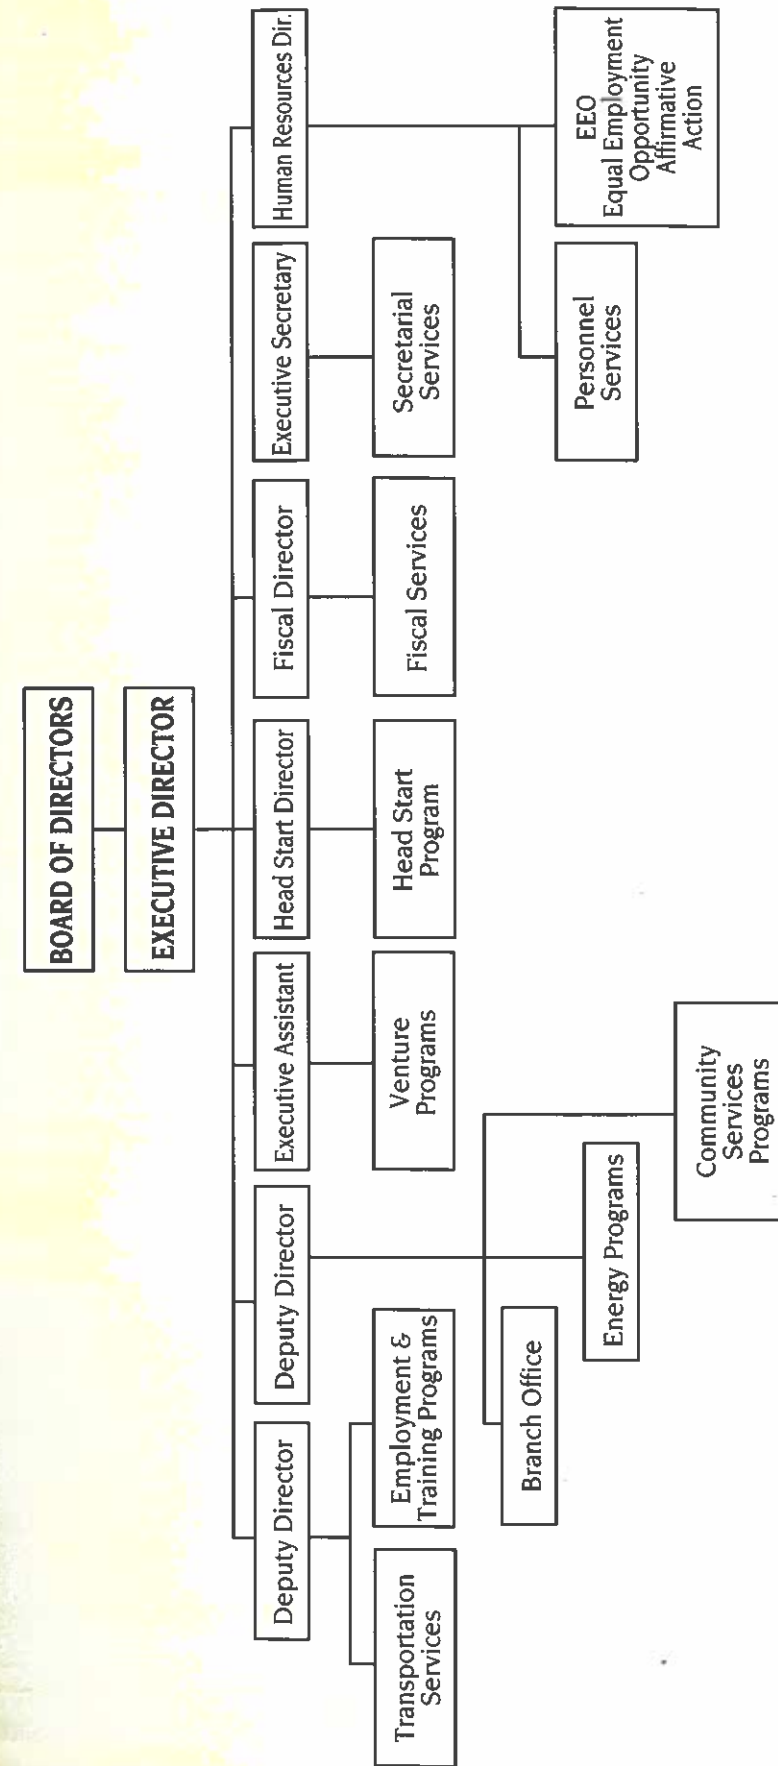 BOARD OF DIRECTORS
EXECUTIVE DIRECTOR
Deputy Director
Deputy Director
Executive Assistant
Head Start Director
Fiscal Director
Executive Secretary
Human Resources Dir.
Transportation
Services
Employment &
Training Programs
Venture
Programs
Head Start
Program
Fiscal Services
Secretarial
Services
Branch Office
Energy Programs
Community
Services
Programs
Personnel
Services
EEO
Equal Employment
Opportunity
Affirmative
Action